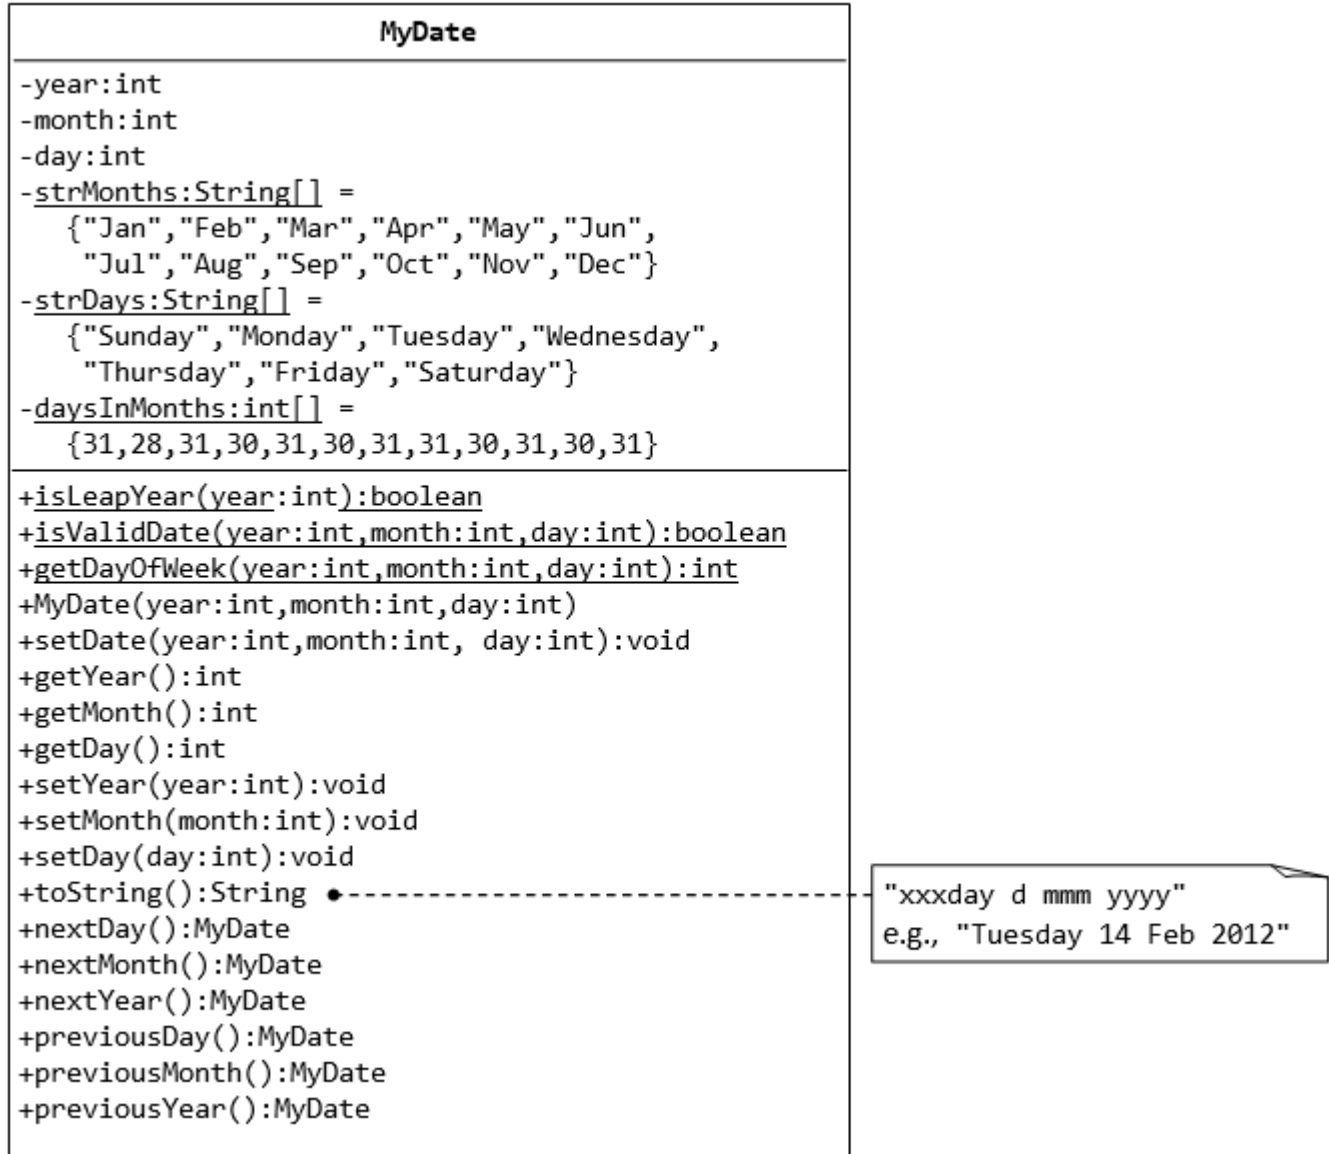 MyDate
-year:int
-month:int
-day:int
-strMonths:String[] =
{"Jan","Feb","Mar","Apr","May","Jun",
"Jul","Aug","Sep","Oct","Nov","Dec"}
-strDays:String[] =
{"Sunday","Monday","Tuesday","Wednesday",
"Thursday","Friday","Saturday"}
-daysInMonths:int[] =
{31,28,31,30,31,30,31,31,30,31,30,31}
+isLeapYear(year:int):boolean
+isValidDate(year:int,month:int,day:int):boolean
+getDayOfWeek(year:int,month:int,day:int):int
+MyDate(year:int,month:int,day:int)
+setDate(year:int,month:int, day:int):void
+getYear():int
+getMonth():int
+getDay():int
+setYear(year:int):void
+setMonth(month:int):void
+setDay(day:int):void
+toString():String
"xxxday d mmm yyyy"
e.g., "Tuesday 14 Feb 2012"
+nextDay():MyDate
+nextMonth():MyDate
+nextYear():MyDate
+previousDay():MyDate
+previousMonth():MyDate
+previousYear():MyDate